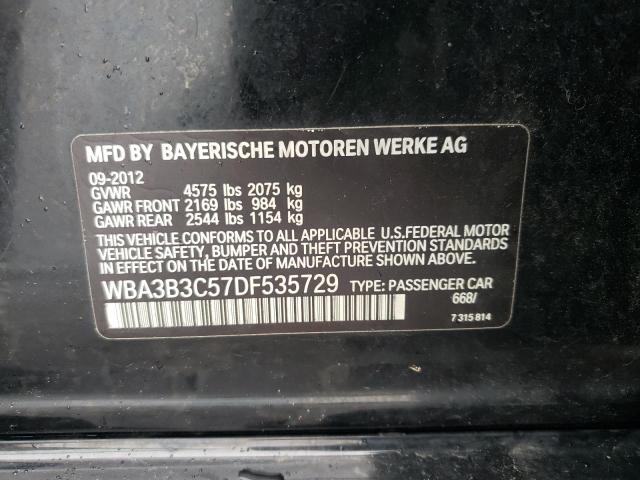 MFD BY BAYERISCHE MOTOREN WERKE AG
09-2012
GVWR 4575 lbs 2075 kg
GAWR FRONT 2169 lbs 984 kg
GAWR REAR 2544 lbs 1154 kg
THIS VEHICLE CONFORMS TO ALL APPLICABLE U.S.FEDERAL MOTOR
VEHICLE SAFETY, BUMPER AND THEFT PREVENTION STANDARDS
IN EFFECT ON THE DATE OF MANUFACTURE SHOWN
ABOVE.
WBA3B3C57DF535729 TYPE: PASSENGER CAR
668/
7 315 814